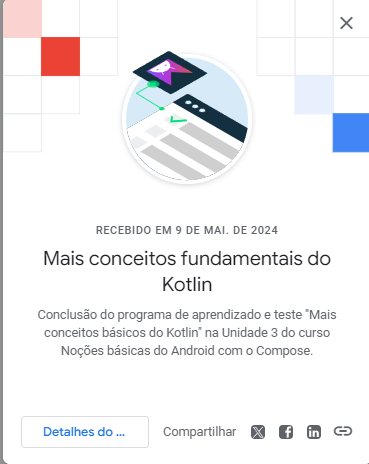 RECEBIDO EM 9 DE MAI. DE 2024
Mais conceitos fundamentais do
Kotlin
Conclusão do programa de aprendizado e teste "Mais
conceitos básicos do Kotlin" na Unidade 3 do curso
Noções básicas do Android com o Compose.
Detalhes do ...
Compartilhar